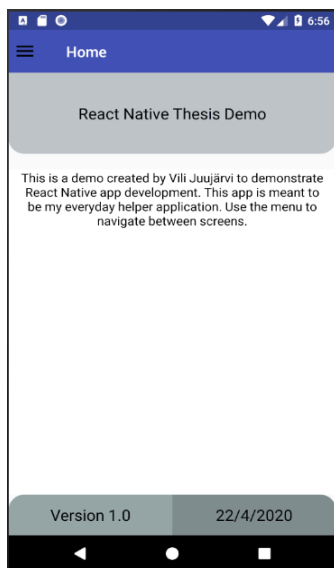 6:56
Home
React Native Thesis Demo
This is a demo created by Vili Juujärvi to demonstrate
React Native app development. This app is meant to
be my everyday helper application. Use the menu to
navigate between screens.
Version 1.0 22/4/2020